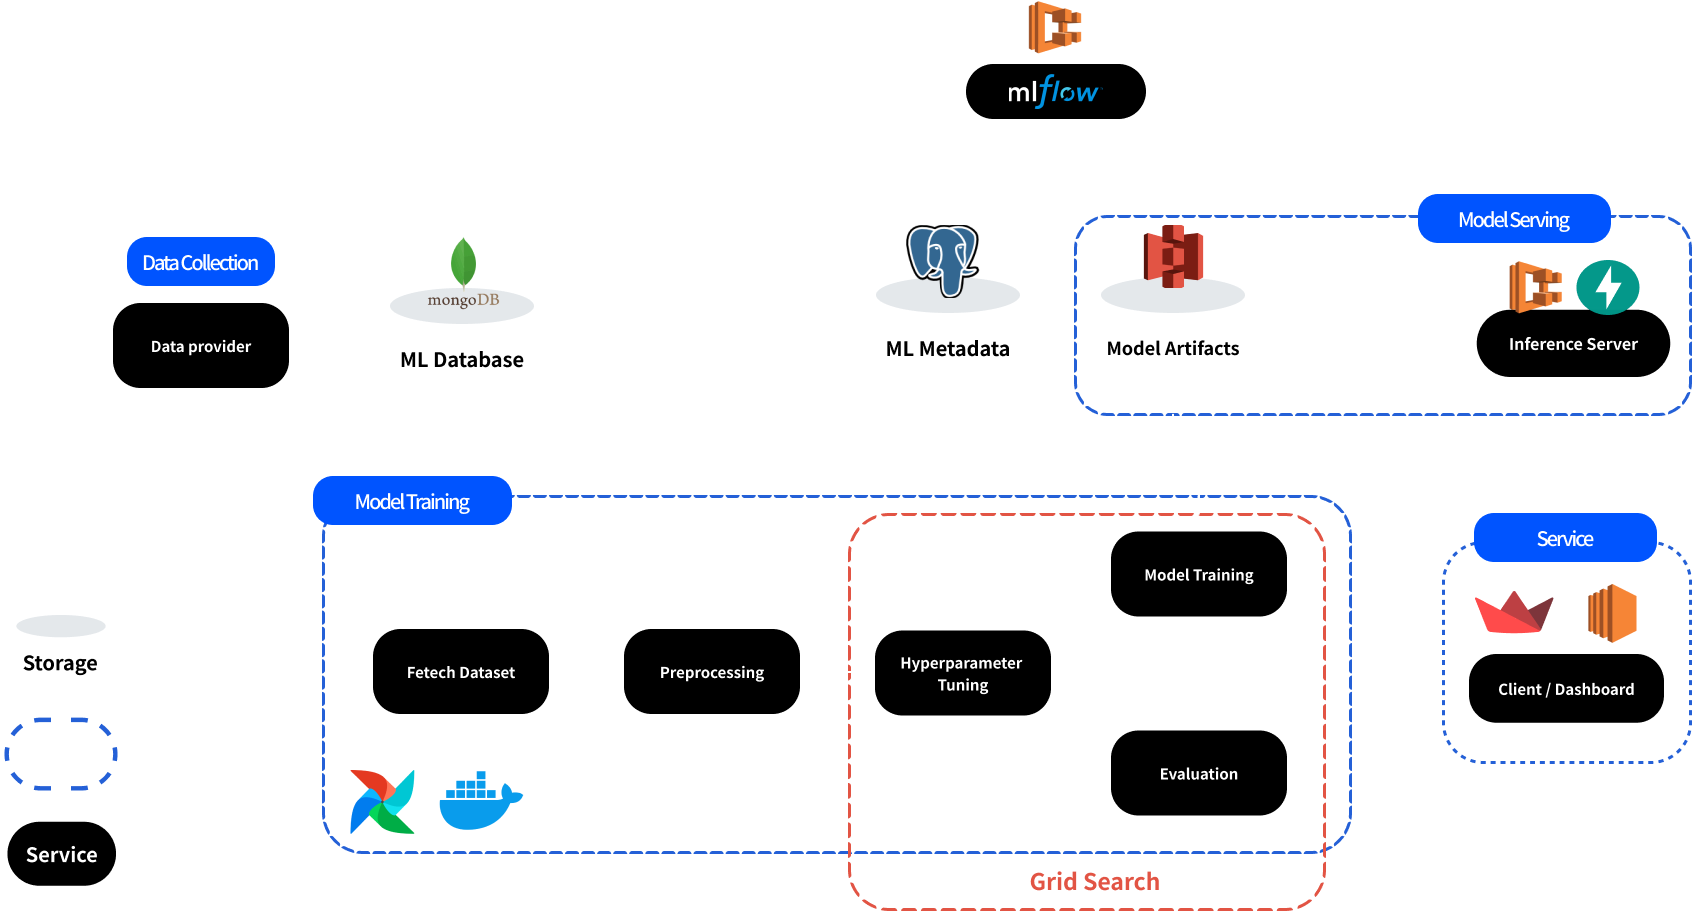 mlflow
Model Serving
Data Collection
Data provider
mongoDB
ML Database
ML Metadata
Model Artifacts
Inference Server
Model Training
Service
Model Training
Storage
Fetech Dataset
Preprocessing
Hyperparameter
Tuning
Client / Dashboard
Evaluation
Service
Grid Search